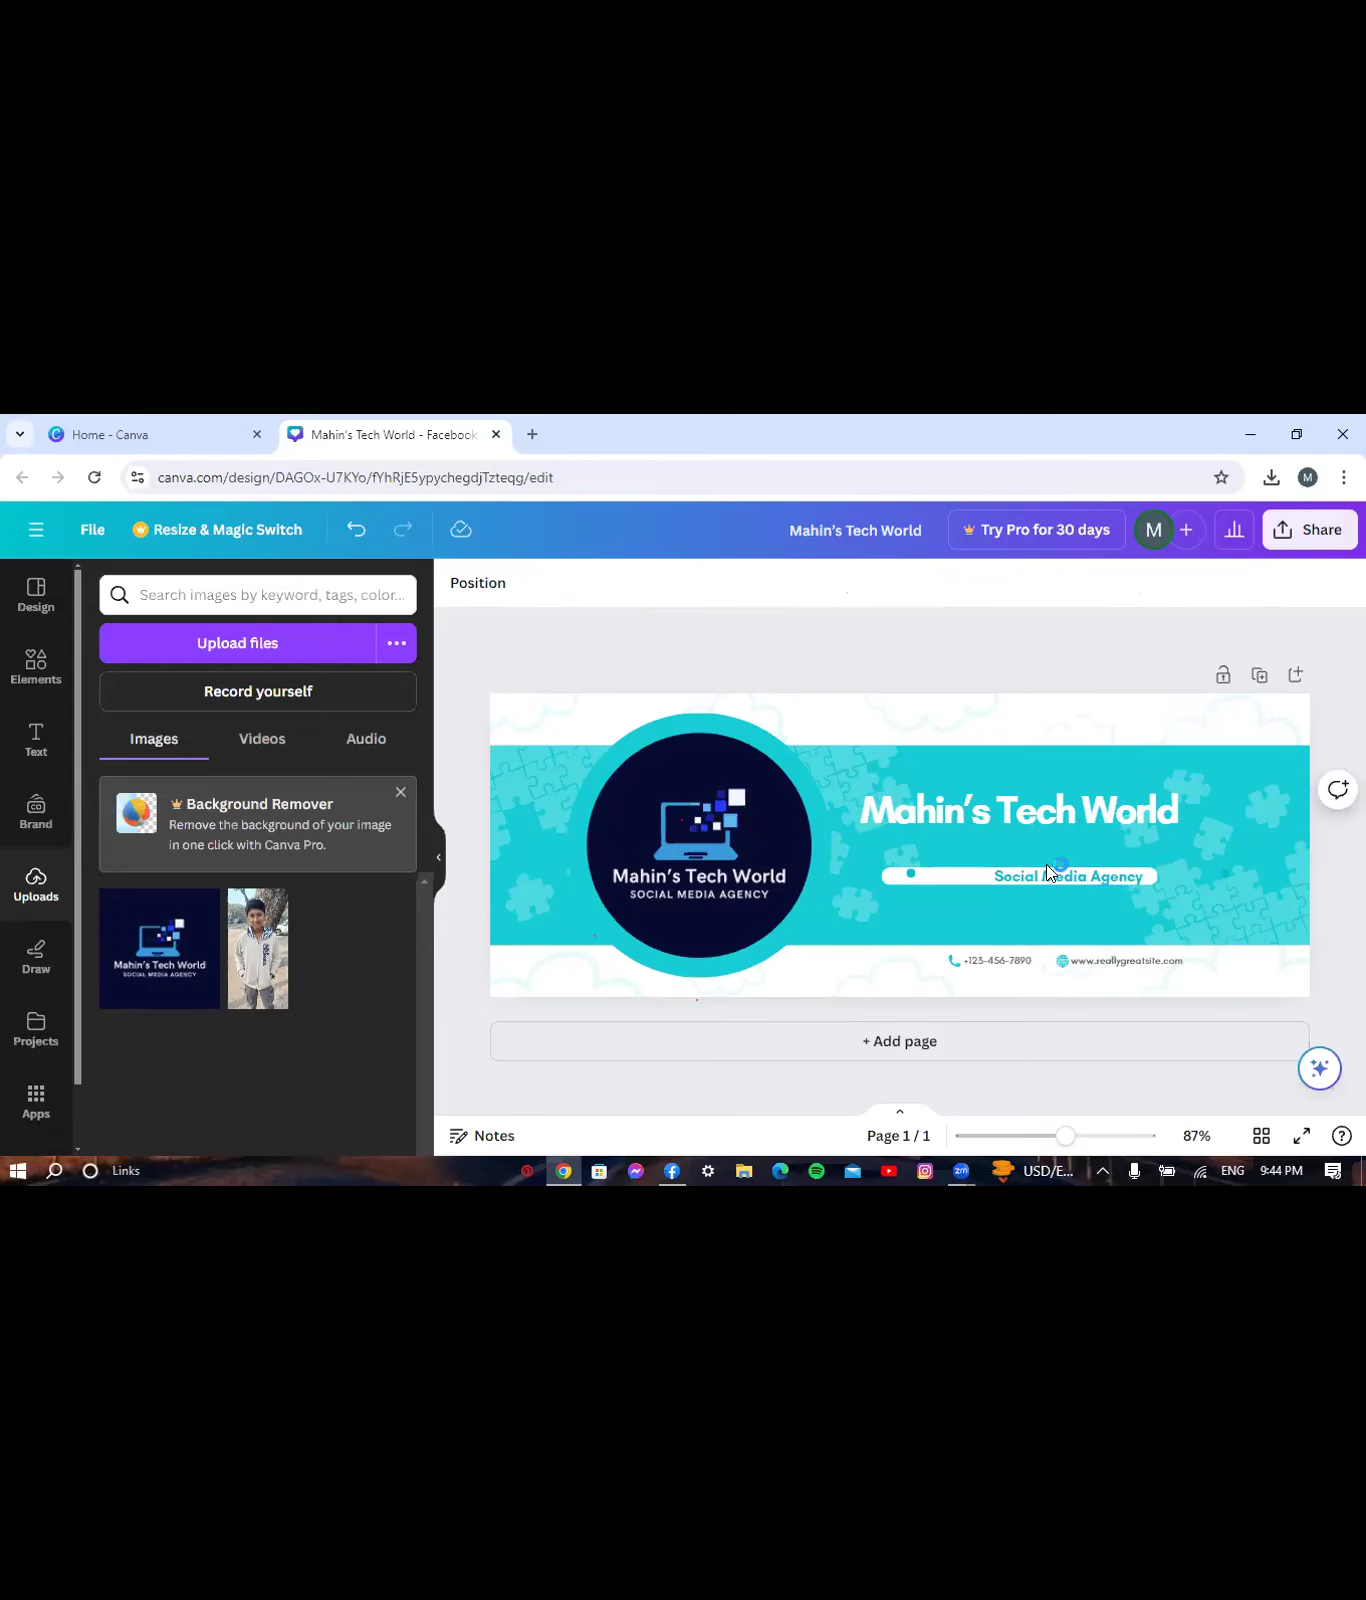 Home - Canva
Mahin's Tech World - Facebook
canva.com/design/DAGOx-U7KYo/fYhRjE5ypychegdjTzteqg/edit
M
File
Resize & Magic Switch
Mahin's Tech World
Try Pro for 30 days
M
Share
Design
Elements
Text
Brand
Uploads
Draw
Projects
Apps
Search images by keyword, tags, color...
Upload files
Record yourself
Images
Videos
Audio
Background Remover
Remove the background of your image
in one click with Canva Pro.
Mahin's Tech World
SOCIAL MEDIA AGENCY
Position
Mahin's Tech World
SOCIAL MEDIA AGENCY
Mahin's Tech World
Social Media Agency
+123-456-7890
www.reallygreatsite.com
+ Add page
Notes
Page 1 / 1
87%
Links
zm
USD/E...
ENG
9:44 PM